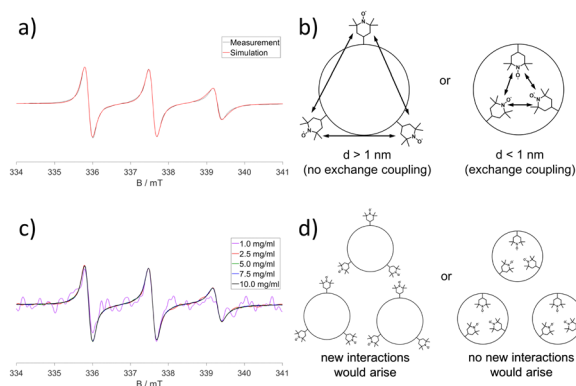 a)
Measurement
Simulation
334 335 336 337 338 339 340 341
B / mT
b)
N
O
or
N
O
d > 1 nm
(no exchange coupling)
d < 1 nm
(exchange coupling)
c)
1.0 mg/ml
2.5 mg/ml
5.0 mg/ml
7.5 mg/ml
10.0 mg/ml
334 335 336 337 338 339 340 341
B / mT
d)
or
new interactions
would arise
no new interactions
would arise